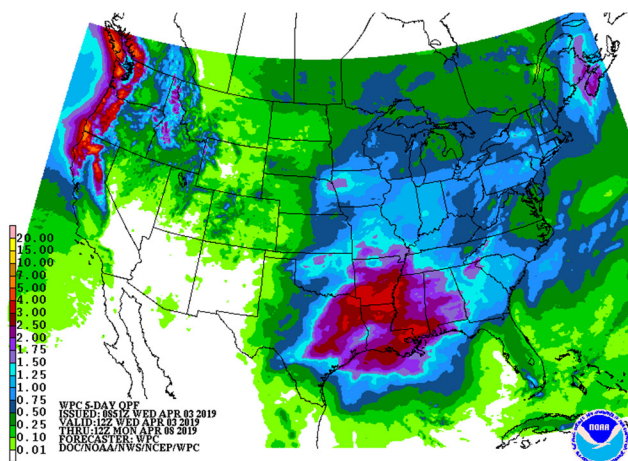 20.00
15.00
10.00
7.00
5.00
4.00
3.00
2.50
2.00
1.75
1.50
1.25
1.00
0.75
0.50
0.25
0.10
0.01
WPC 5-DAY QPF
ISSUED: 0851Z WED APR 03 2019
VALID: 12Z WED APR 03 2019
THRU: 12Z MON APR 08 2019
FORECASTER: WPC
DOC/NOAA/NWS/NCEP/WPC
NOAA